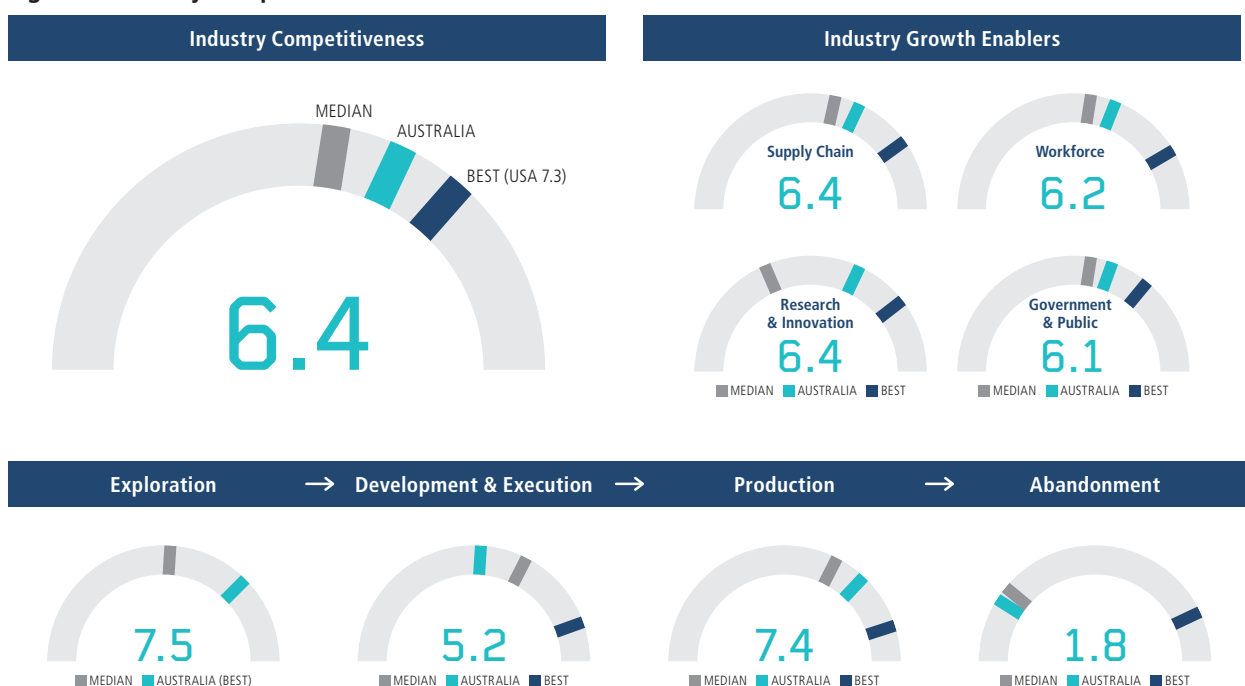 Industry Competitiveness
MEDIAN
AUSTRALIA
BEST (USA 7.3)
6.4
Industry Growth Enablers
Supply Chain
6.4
Workforce
6.2
Research
& Innovation
6.4
MEDIAN AUSTRALIA BEST
Government
& Public
6.1
MEDIAN AUSTRALIA BEST
Exploration → Development & Execution → Production → Abandonment
7.5
MEDIAN AUSTRALIA (BEST)
5.2
MEDIAN AUSTRALIA BEST
7.4
MEDIAN AUSTRALIA BEST
1.8
MEDIAN AUSTRALIA BEST